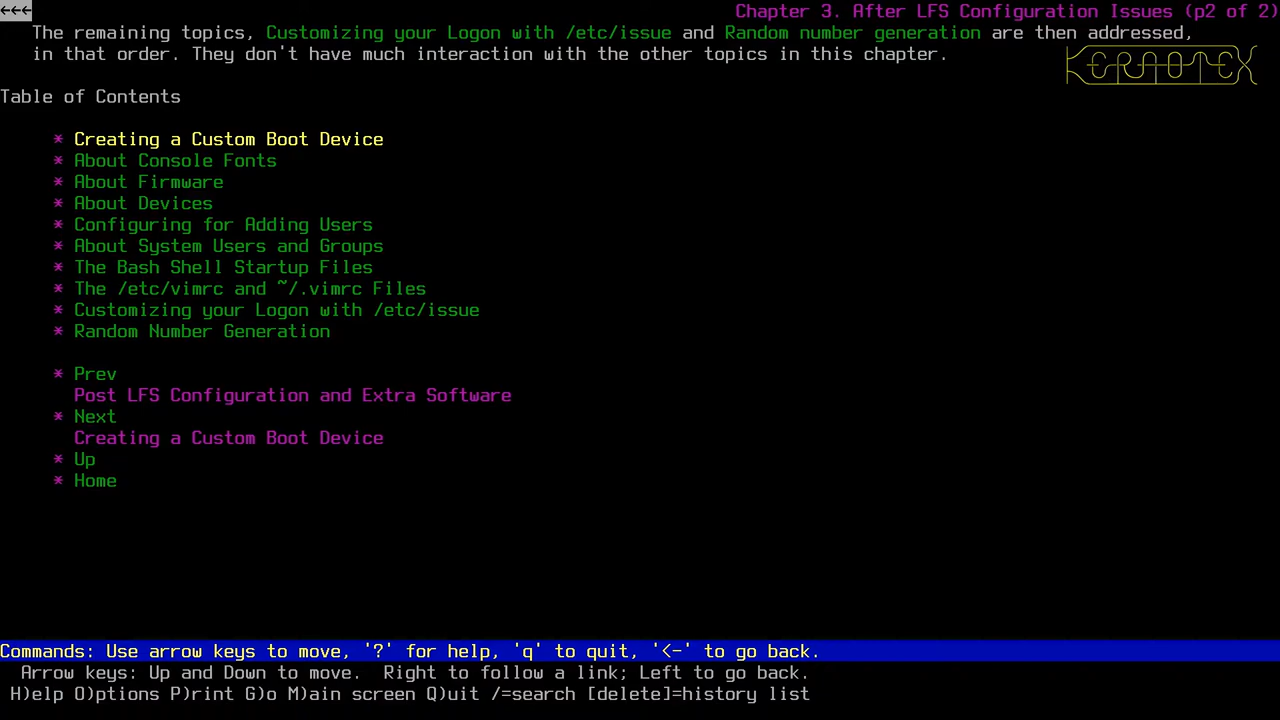 ←←←
Chapter 3. After LFS Configuration Issues (p2 of 2)
The remaining topics, Customizing your Logon with /etc/issue and Random number generation are then addressed,
in that order. They don't have much interaction with the other topics in this chapter.
KERNOTEX
Table of Contents
* Creating a Custom Boot Device
* About Console Fonts
* About Firmware
* About Devices
* Configuring for Adding Users
* About System Users and Groups
* The Bash Shell Startup Files
* The /etc/vimrc and ~/.vimrc Files
* Customizing your Logon with /etc/issue
* Random Number Generation
* Prev
Post LFS Configuration and Extra Software
* Next
Creating a Custom Boot Device
* Up
* Home
Commands: Use arrow keys to move, '?' for help, 'q' to quit, '<-' to go back.
Arrow keys: Up and Down to move.  Right to follow a link; Left to go back.
H)elp O)ptions P)rint G)o M)ain screen Q)uit /=search [delete]=history list